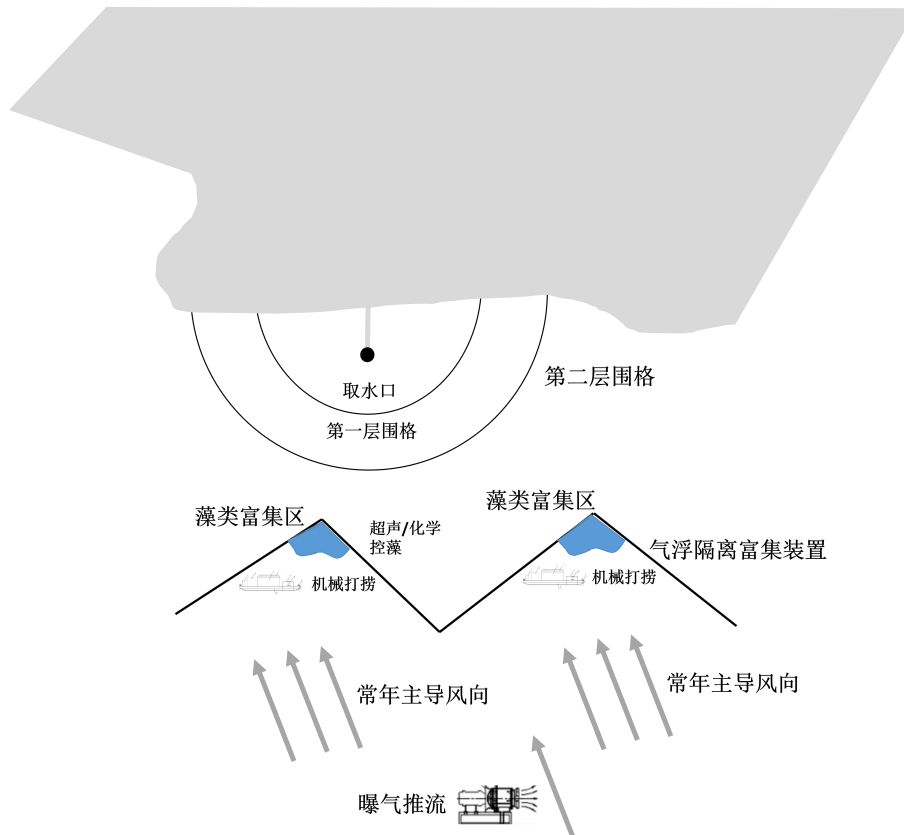 第二层围格
取水口
第一层围格
藻类富集区
藻类富集区
超声/化学
控藻
气浮隔离富集装置
机械打捞
机械打捞
常年主导风向
常年主导风向
曝气推流